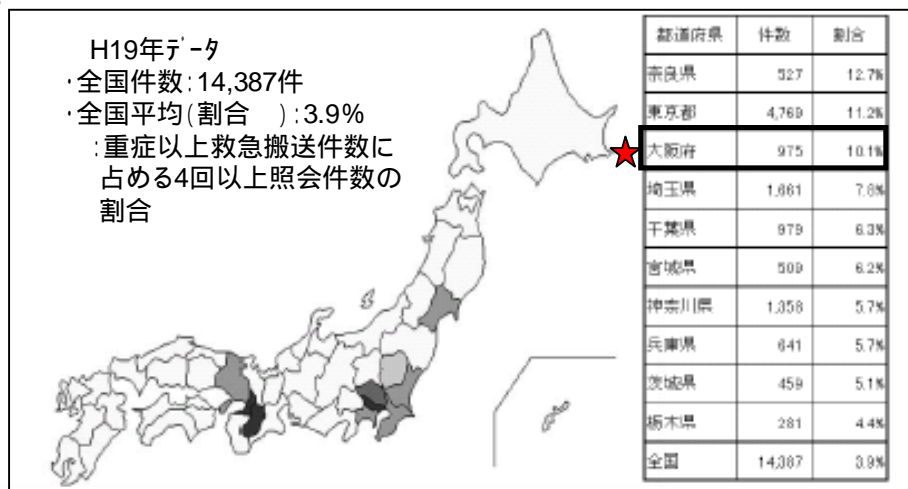 H19年データ
・全国件数:14,387件
・全国平均(割合　):3.9%
:重症以上救急搬送件数に
占める4回以上照会件数の
割合
都道府県 件数 割合
奈良県 527 12.7%
東京都 4,769 11.2%
★大阪府 975 10.1%
埼玉県 1,661 7.8%
千葉県 979 6.3%
宮城県 509 6.2%
神奈川県 1,358 5.7%
兵庫県 641 5.7%
茨城県 459 5.1%
栃木県 281 4.4%
全国 14,387 3.9%